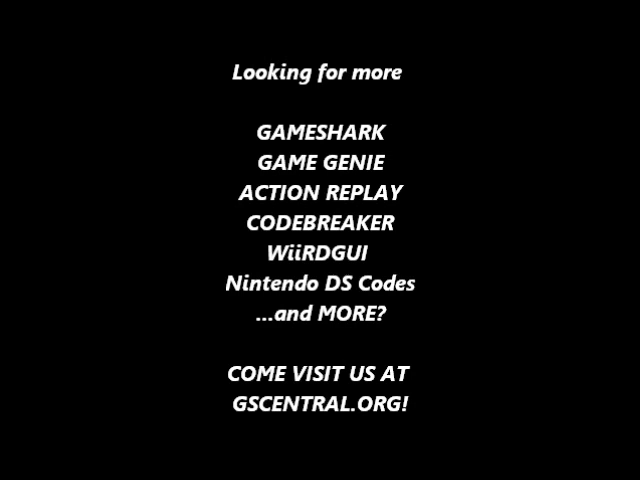 Looking for more
GAMESHARK
GAME GENIE
ACTION REPLAY
CODEBREAKER
WiiRDGUI
Nintendo DS Codes
...and MORE?
COME VISIT US AT
GSCENTRAL.ORG!